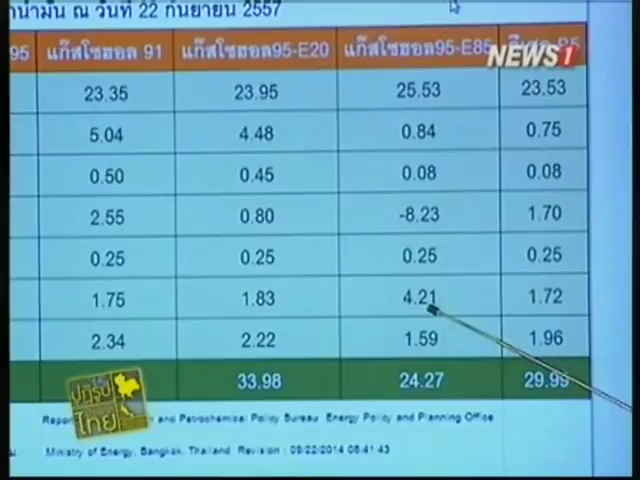 น้ำมัน ณ วันที่ 22 กันยายน 2557
95 แก๊สโซฮอล 91 แก๊สโซฮอล95-E20 แก๊สโซฮอล95-E85
NEWS1
23.35 23.95 25.53 23.53
5.04 4.48 0.84 0.75
0.50 0.45 0.08 0.08
2.55 0.80 -8.23 1.70
0.25 0.25 0.25 0.25
1.75 1.83 4.21 1.72
2.34 2.22 1.59 1.96
33.98 24.27 29.99
ปฏิรูป
ไทย
and Petrochemical Policy Bureau Energy Policy and Planning Office
Ministry of Energy, Bangkok, Thailand Revision : 09/22/2014 08:41:43